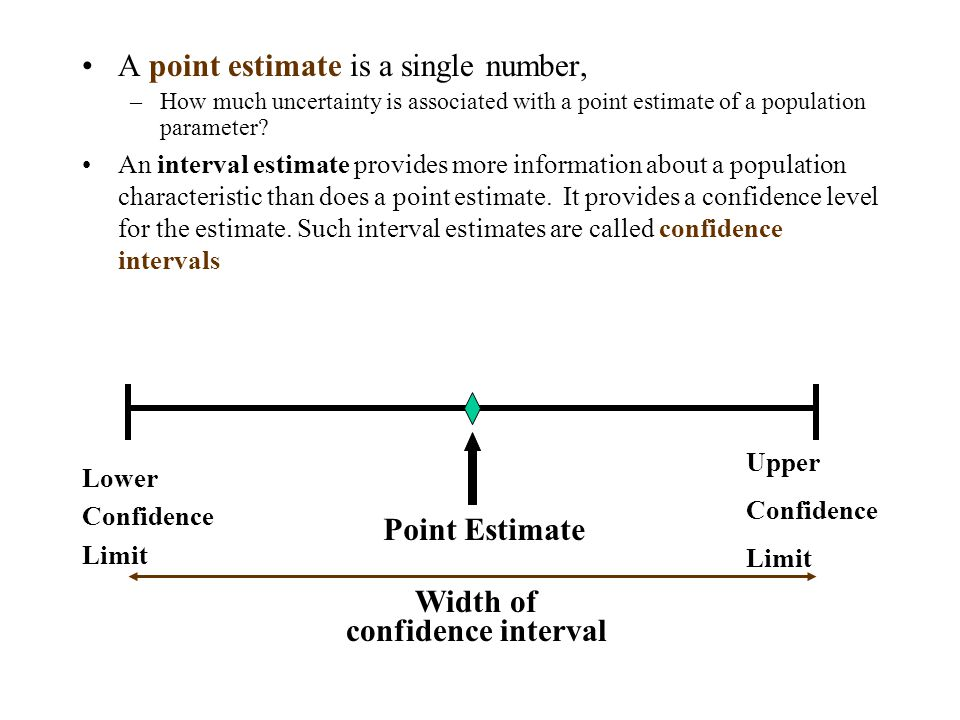 • A point estimate is a single number,
– How much uncertainty is associated with a point estimate of a population
parameter?
• An interval estimate provides more information about a population
characteristic than does a point estimate.  It provides a confidence level
for the estimate. Such interval estimates are called confidence
intervals
Lower
Confidence
Limit
Point Estimate
Upper
Confidence
Limit
Width of
confidence interval